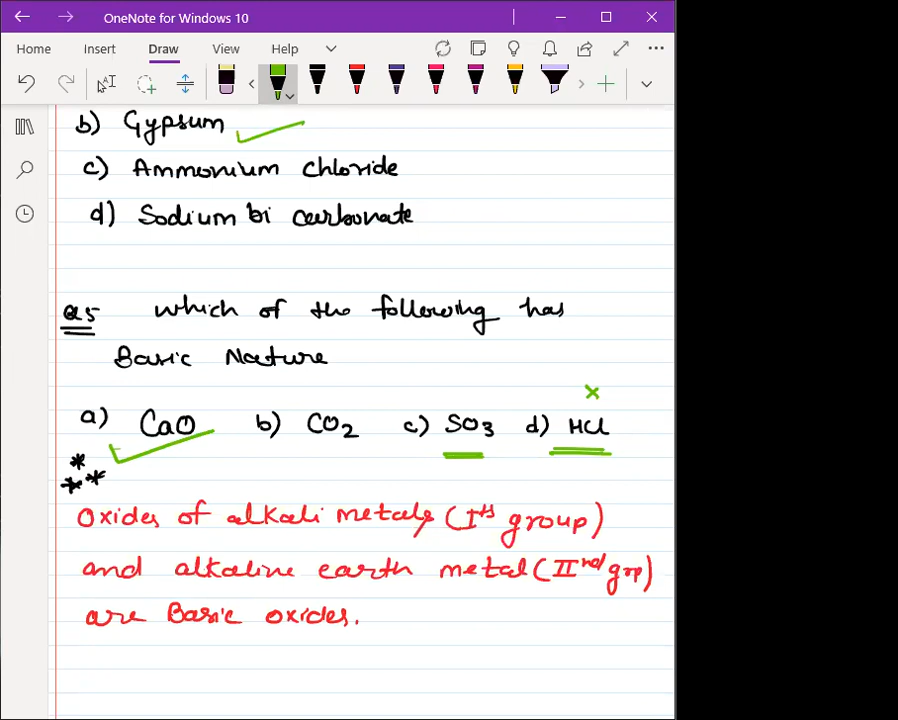 OneNote for Windows 10
Home Insert Draw View Help
b) Gypsum
c) Ammonium Chloride
d) Sodium bi carbonate
Q5 which of the following has
Basic Nature
a) CaO b) CO2 c) SO3 d) HCl
Oxides of alkali metals (Ith group)
and alkaline earth metal (IInd grp)
are Basic oxides.